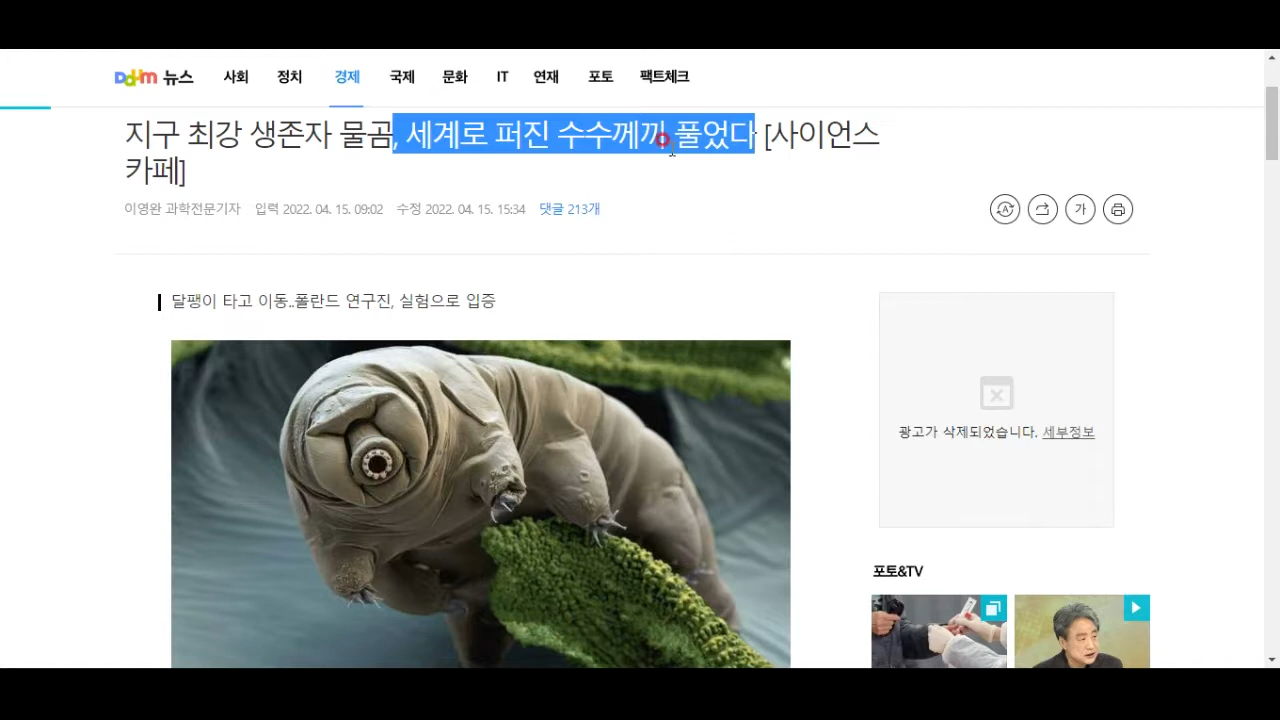 Daum 뉴스 사회 정치 경제 국제 문화 IT 연재 포토 팩트체크
지구 최강 생존자 물곰, 세계로 퍼진 수수께끼 풀었다 [사이언스
카페]
이영완 과학전문기자 입력 2022. 04. 15. 09:02 수정 2022. 04. 15. 15:34 댓글 213개
가
달팽이 타고 이동..폴란드 연구진, 실험으로 입증
광고가 삭제되었습니다. 세부정보
포토&TV